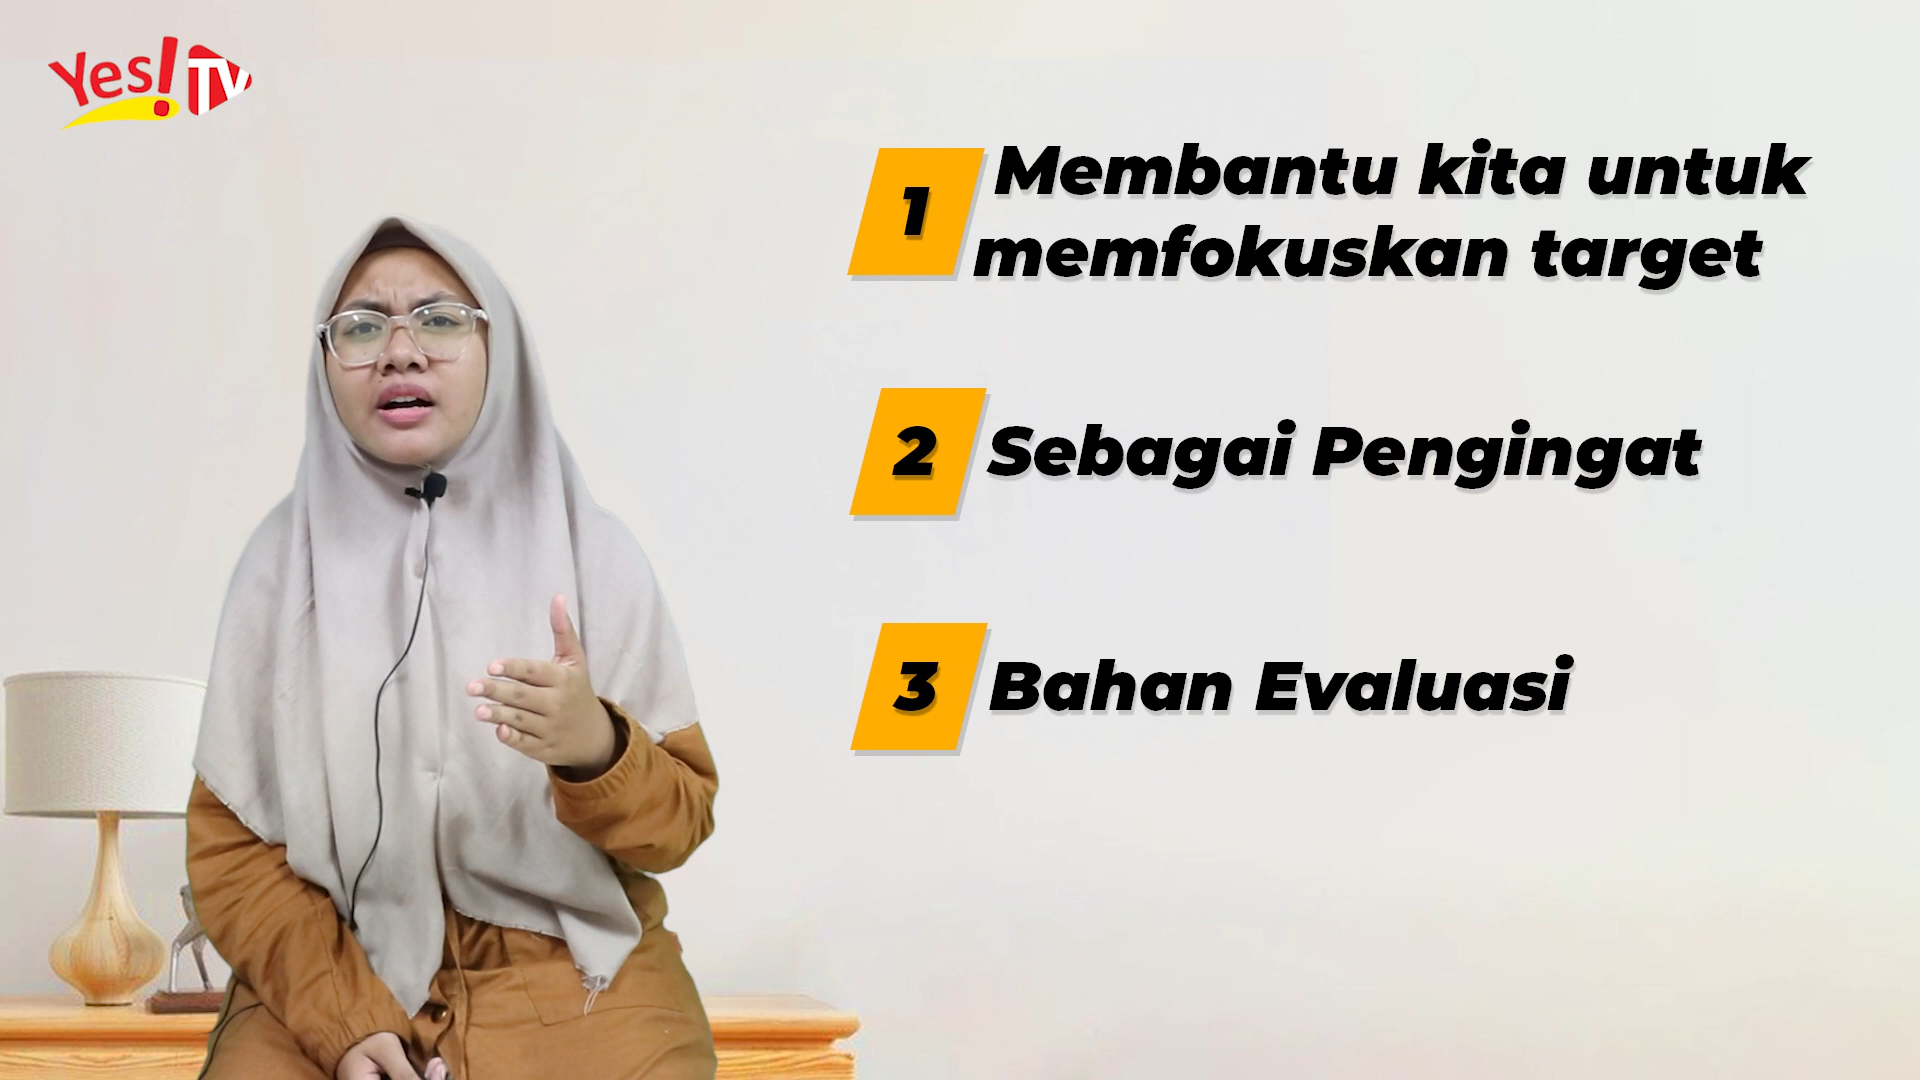 Yes! TV
1 Membantu kita untuk
memfokuskan target
2 Sebagai Pengingat
3 Bahan Evaluasi